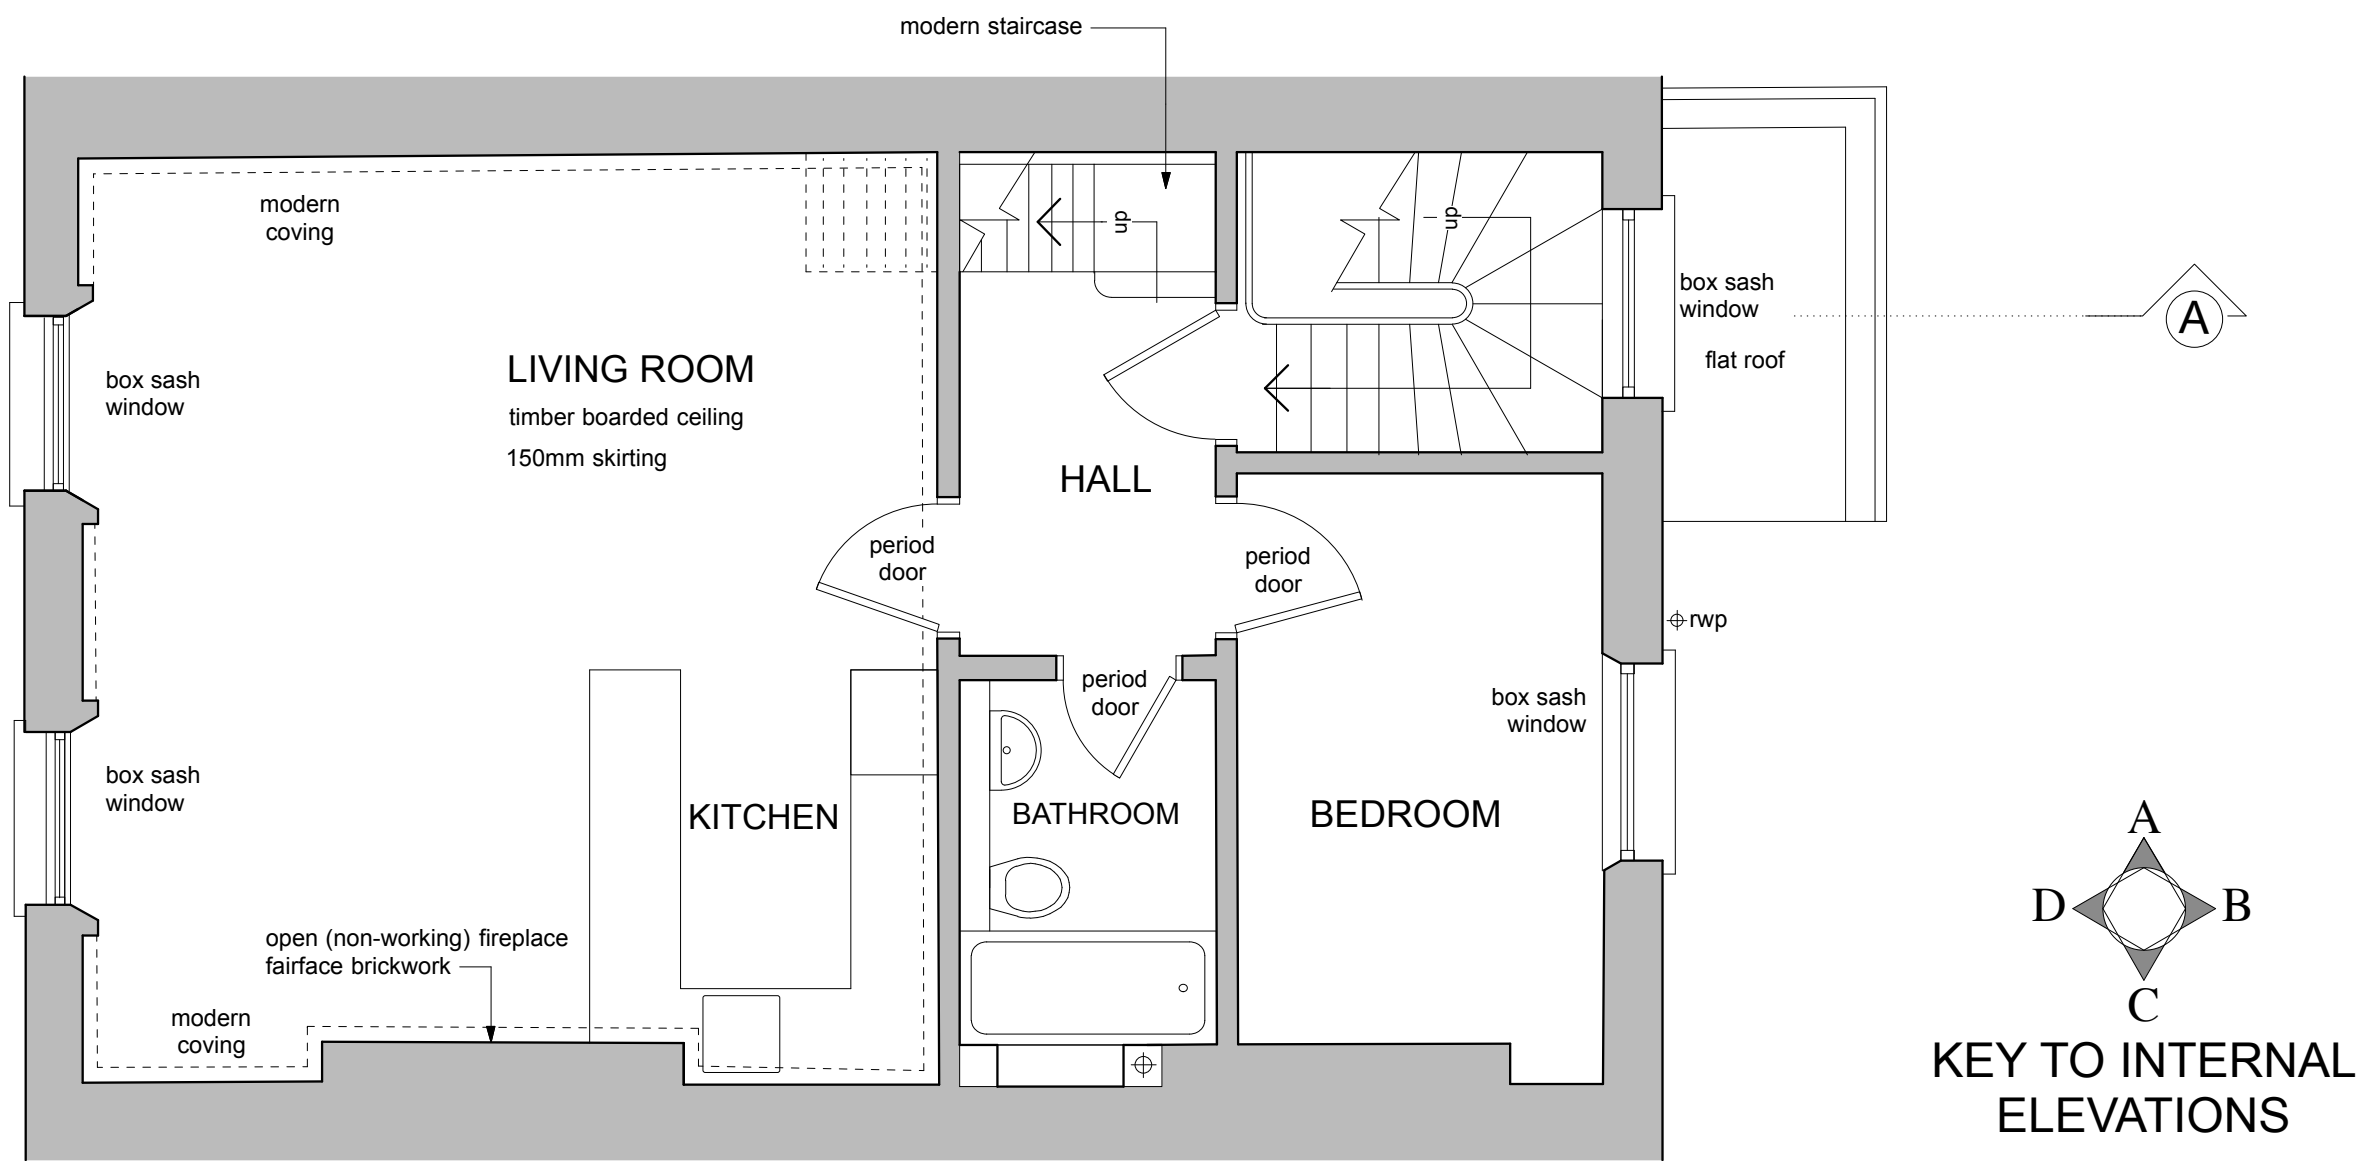 modern staircase
modern
coving
up
up
box sash
window
A
flat roof
LIVING ROOM
timber boarded ceiling
150mm skirting
box sash
window
HALL
period
door
period
door
rwp
period
door
box sash
window
box sash
window
KITCHEN
BATHROOM
BEDROOM
A
D
B
C
open (non-working) fireplace
fairface brickwork
modern
coving
KEY TO INTERNAL
ELEVATIONS